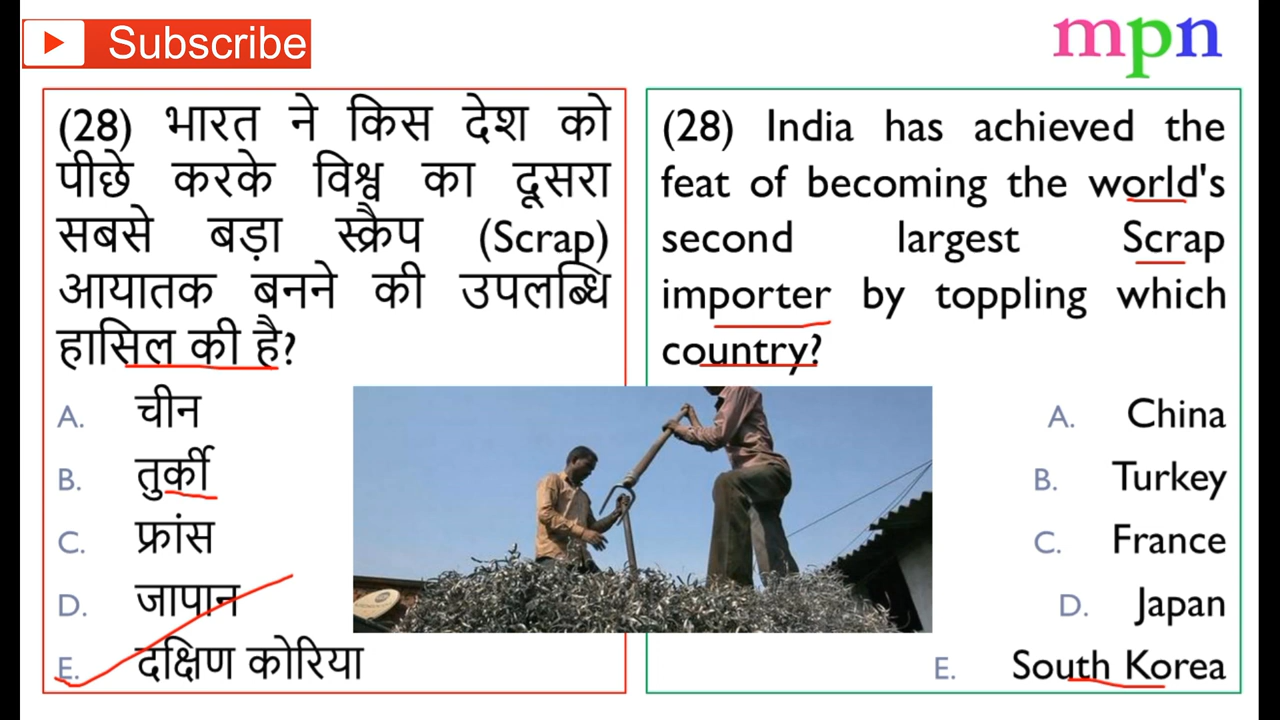 Subscribe
mpn
(28) भारत ने किस देश को
पीछे करके विश्व का दूसरा
सबसे बड़ा स्क्रैप (Scrap)
आयातक बनने की उपलब्धि
हासिल की है?
A. चीन
B. तुर्की
C. फ्रांस
D. जापान
E. दक्षिण कोरिया
(28) India has achieved the
feat of becoming the world's
second largest Scrap
importer by toppling which
country?
A. China
B. Turkey
C. France
D. Japan
E. South Korea